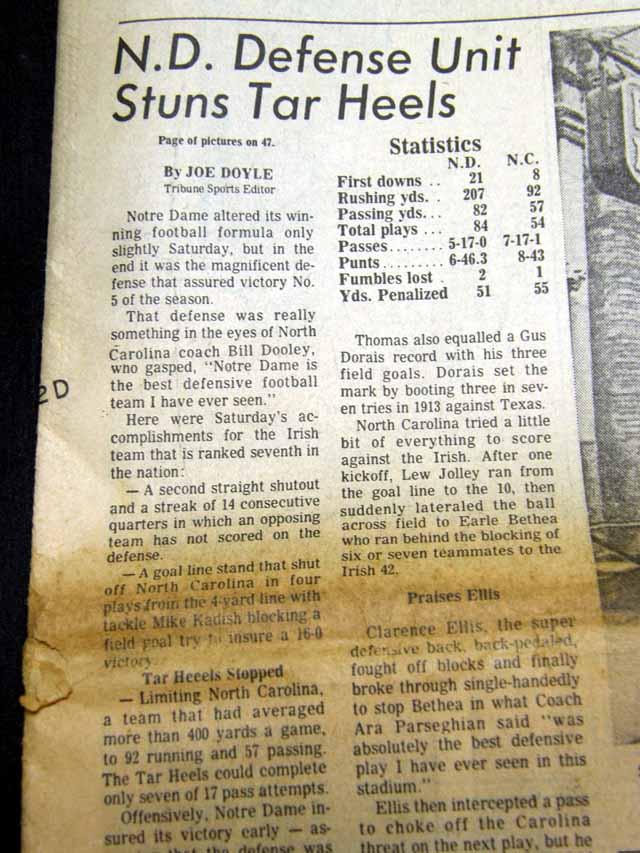 N.D. Defense Unit
Stuns Tar Heels
Page of pictures on 47.
By JOE DOYLE
Tribune Sports Editor
Notre Dame altered its win-
ning football formula only
slightly Saturday, but in the
end it was the magnificent de-
fense that assured victory No.
5 of the season.
That defense was really
something in the eyes of North
Carolina coach Bill Dooley,
who gasped, "Notre Dame is
the best defensive football
team I have ever seen."
Here were Saturday's ac-
complishments for the Irish
team that is ranked seventh in
the nation:
— A second straight shutout
and a streak of 14 consecutive
quarters in which an opposing
team has not scored on the
defense.
— A goal line stand that shut
off North Carolina in four
plays from the 4-yard line with
tackle Mike Kadish blocking a
field goal try to insure a 16-0
victory.
Tar Heeels Stopped
— Limiting North Carolina,
a team that had averaged
more than 400 yards a game,
to 92 running and 57 passing.
The Tar Heels could complete
only seven of 17 pass attempts.
Offensively, Notre Dame in-
sured its victory early — as-
that the defense was
Statistics
N.D. N.C.
First downs .. 21 8
Rushing yds. . 207 92
Passing yds... 82 57
Total plays ... 84 54
Passes........ 5-17-0 7-17-1
Punts......... 6-46.3 8-43
Fumbles lost . 2 1
Yds. Penalized 51 55
Thomas also equalled a Gus
Dorais record with his three
field goals. Dorais set the
mark by booting three in sev-
en tries in 1913 against Texas.
North Carolina tried a little
bit of everything to score
against the Irish. After one
kickoff, Lew Jolley ran from
the goal line to the 10, then
suddenly lateraled the ball
across field to Earle Bethea
who ran behind the blocking of
six or seven teammates to the
Irish 42.
Praises Ellis
Clarence Ellis, the super
defensive back, back-pedaled,
fought off blocks and finally
broke through single-handedly
to stop Bethea in what Coach
Ara Parseghian said "was
absolutely the best defensive
play I have ever seen in this
stadium."
Ellis then intercepted a pass
to choke off the Carolina
threat on the next play, but he
2D